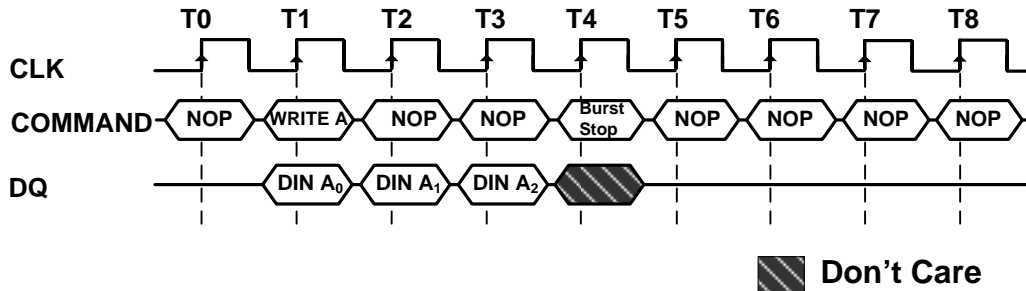 T0 T1 T2 T3 T4 T5 T6 T7 T8
CLK
COMMAND NOP WRITE A NOP NOP Burst Stop NOP NOP NOP NOP
DQ DIN A₀ DIN A₁ DIN A₂
Don't Care